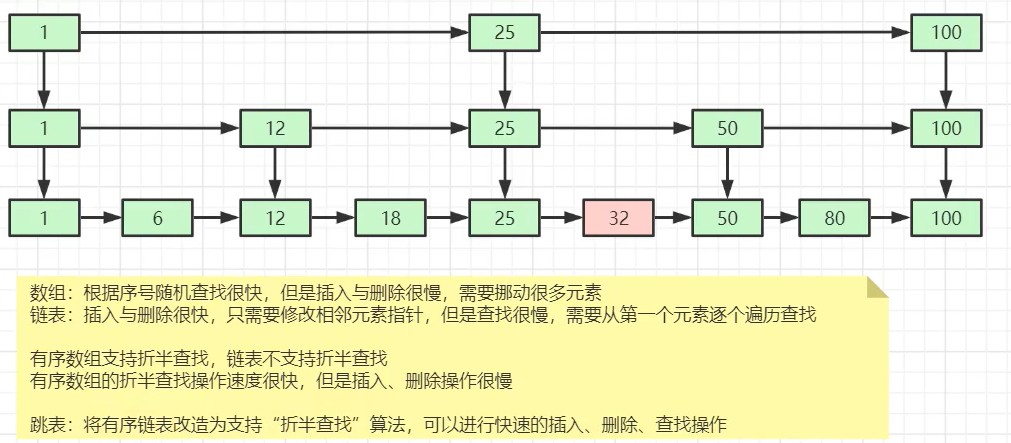 1 25 100
1 12 25 50 100
1 6 12 18 25 32 50 80 100
数组：根据序号随机查找很快，但是插入与删除很慢，需要挪动很多元素
链表：插入与删除很快，只需要修改相邻元素指针，但是查找很慢，需要从第一个元素逐个遍历查找
有序数组支持折半查找，链表不支持折半查找
有序数组的折半查找操作速度很快，但是插入、删除操作很慢
跳表：将有序链表改造为支持“折半查找”算法，可以进行快速的插入、删除、查找操作